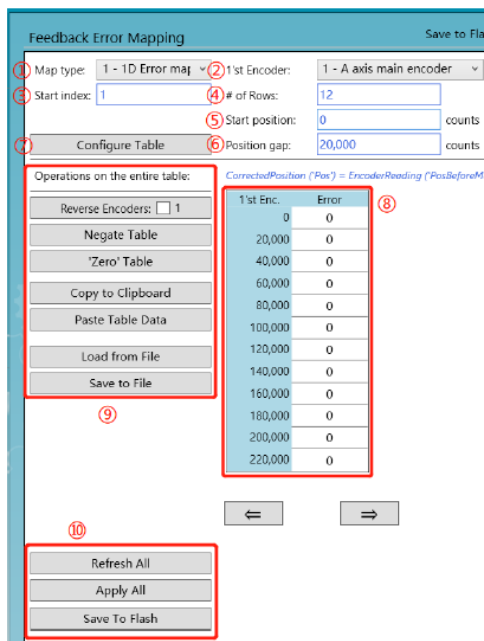 Feedback Error Mapping
Save to Fla
① Map type: 1 - 1D Error map ② 1'st Encoder: 1 - A axis main encoder
③ Start index: 1 ④ # of Rows: 12
⑤ Start position: 0 counts
⑦ Configure Table ⑥ Position gap: 20,000 counts
Operations on the entire table: CorrectedPosition ('Pos') = EncoderReading ('PosBeforeM
Reverse Encoders: 1
Negate Table
'Zero' Table
Copy to Clipboard
Paste Table Data
Load from File
Save to File
⑨
1'st Enc. Error ⑧
0 0
20,000 0
40,000 0
60,000 0
80,000 0
100,000 0
120,000 0
140,000 0
160,000 0
180,000 0
200,000 0
220,000 0
⇐ ⇒
⑩
Refresh All
Apply All
Save To Flash